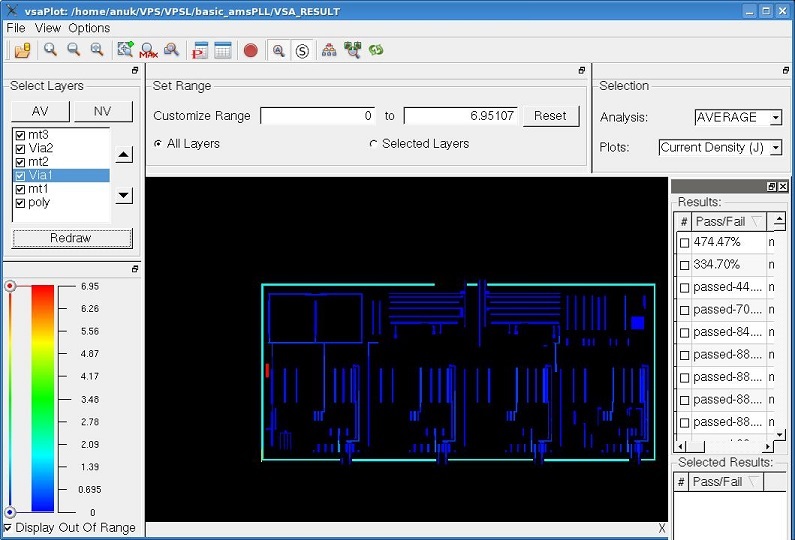 vsaPlot: /home/anuk/VPS/VPSL/basic_amsPLL/VSA_RESULT
File View Options
MAX
P
S
Select Layers
AV NV
mt3
Via2
mt2
Via1
mt1
poly
Redraw
Set Range
Customize Range 0 to 6.95107 Reset
All Layers Selected Layers
Selection
Analysis: AVERAGE
Plots: Current Density (J)
6.95
6.26
5.56
4.87
4.17
3.48
2.78
2.09
1.39
0.695
0
Display Out Of Range
X
Results:
# Pass/Fail
474.47% n
334.70% n
passed-44.... n
passed-70.... n
passed-84.... n
passed-88.... n
passed-88.... n
passed-88.... n
passed-88.... n
Selected Results:
# Pass/Fail